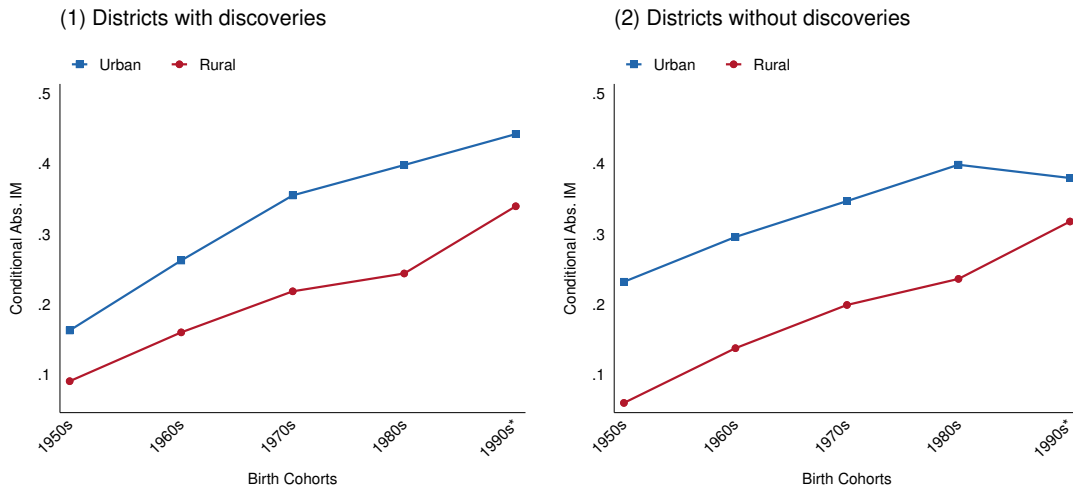 (1) Districts with discoveries
Urban Rural
.5
.4
.3
.2
.1
Conditional Abs. IM
1950s 1960s 1970s 1980s 1990s*
Birth Cohorts
(2) Districts without discoveries
Urban Rural
.5
.4
.3
.2
.1
Conditional Abs. IM
1950s 1960s 1970s 1980s 1990s*
Birth Cohorts